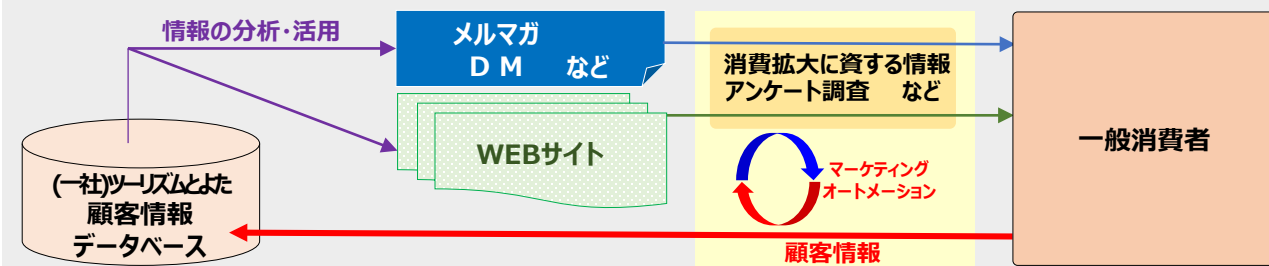 情報の分析・活用
メルマガ
DM など
消費拡大に資する情報
アンケート調査 など
WEBサイト
一般消費者
マーケティング
オートメーション
(一社)ツーリズムとよた
顧客情報
データベース
顧客情報